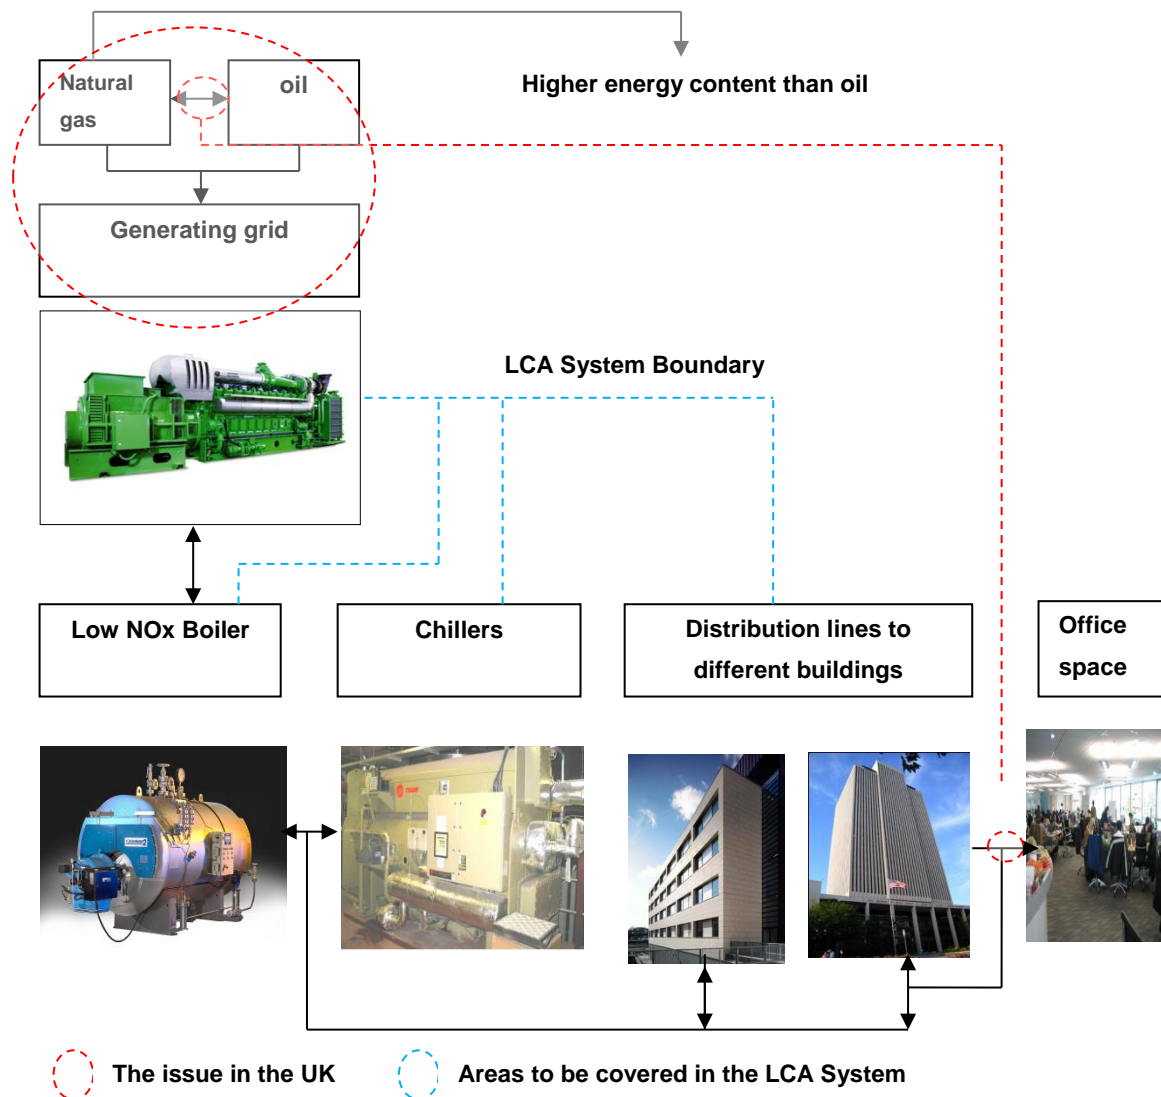 Natural
gas
oil
Higher energy content than oil
Generating grid
LCA System Boundary
Low NOx Boiler
Chillers
Distribution lines to
different buildings
Office
space
TRANE
The issue in the UK
Areas to be covered in the LCA System